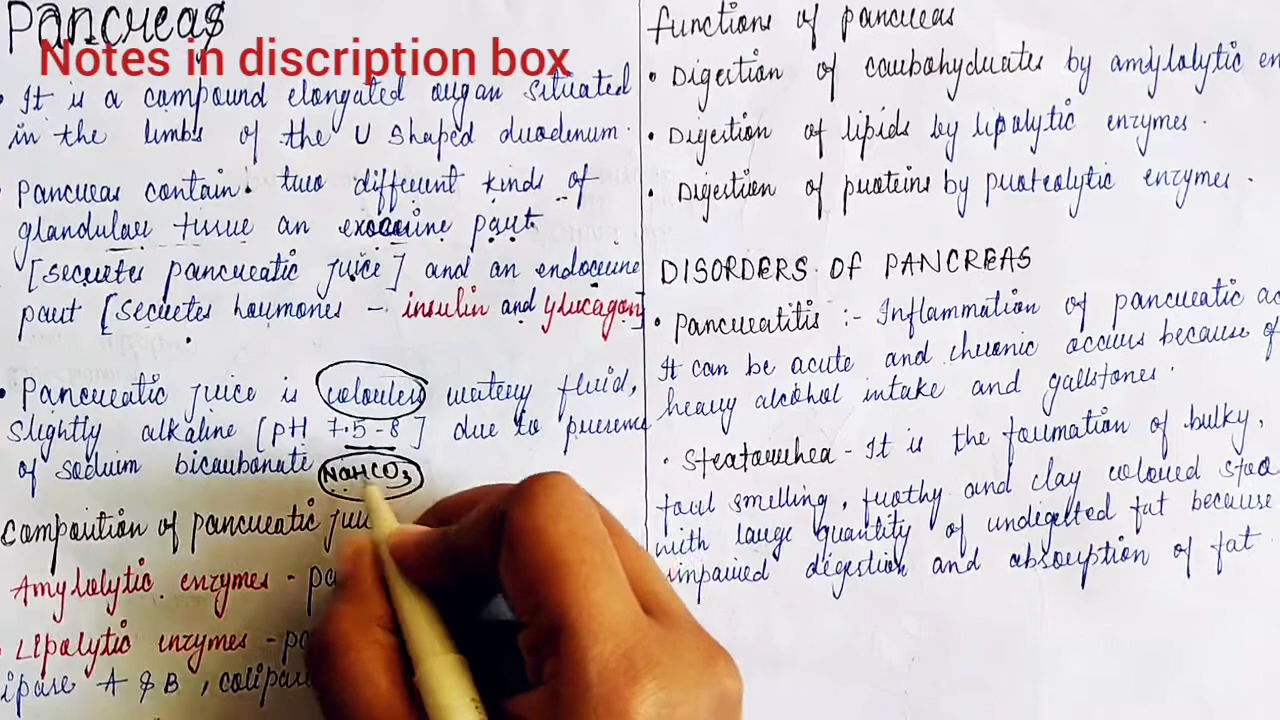 Pancreas
Notes in discription box
• It is a compound elongated organ situated
in the limbs of the U shaped duodenum.
• Pancreas contain two different kinds of
glandular tissue an exocrine part
[secretes pancreatic juice] and an endocrine
part [secretes hormones - insulin and glucagon]
• Pancreatic juice is colourless watery fluid,
slightly alkaline [pH 7.5-8] due to presence
of sodium bicarbonate NaHCO3
Composition of pancreatic jui
Amylolytic enzymes - pa
Lipolytic enzymes - pa
ipase A & B, colipas
Functions of pancreas
• Digestion of carbohydrates by amylolytic en
• Digestion of lipids by lipolytic enzymes.
• Digestion of proteins by proteolytic enzymes.
DISORDERS OF PANCREAS
• Pancreatitis :- Inflammation of pancreatic ac
It can be acute and chronic occurs because of
heavy alcohol intake and gallstones.
• Steatorrhea - It is the formation of bulky,
foul smelling, frothy and clay coloured stoo
with large quantity of undigested fat because
impaired digestion and absorption of fat